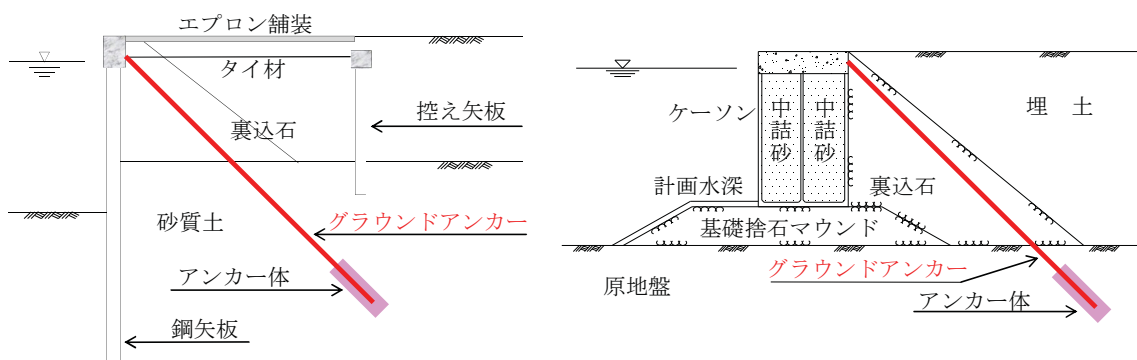 エプロン舗装
タイ材
控え矢板
裏込石
砂質土
グラウンドアンカー
アンカー体
鋼矢板
ケーソン
中詰砂
中詰砂
埋 土
計画水深
裏込石
基礎捨石マウンド
グラウンドアンカー
原地盤
アンカー体